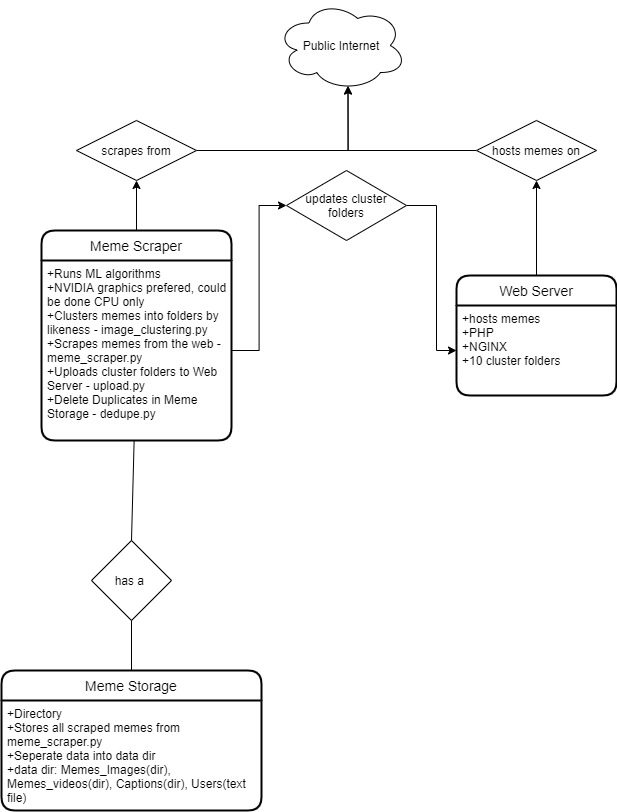 Public Internet
scrapes from
hosts memes on
updates cluster
folders
Meme Scraper
+Runs ML algorithms
+NVIDIA graphics prefered, could
be done CPU only
+Clusters memes into folders by
likeness - image_clustering.py
+Scrapes memes from the web -
meme_scraper.py
+Uploads cluster folders to Web
Server - upload.py
+Delete Duplicates in Meme
Storage - dedupe.py
Web Server
+hosts memes
+PHP
+NGINX
+10 cluster folders
has a
Meme Storage
+Directory
+Stores all scraped memes from
meme_scraper.py
+Seperate data into data dir
+data dir: Memes_Images(dir),
Memes_videos(dir), Captions(dir), Users(text
file)